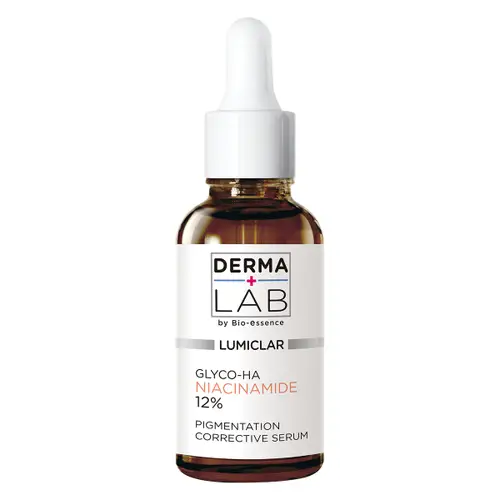 DERMA
+
LAB
by Bio-essence
LUMICLAR
GLYCO-HA
NIACINAMIDE
12%
PIGMENTATION
CORRECTIVE SERUM